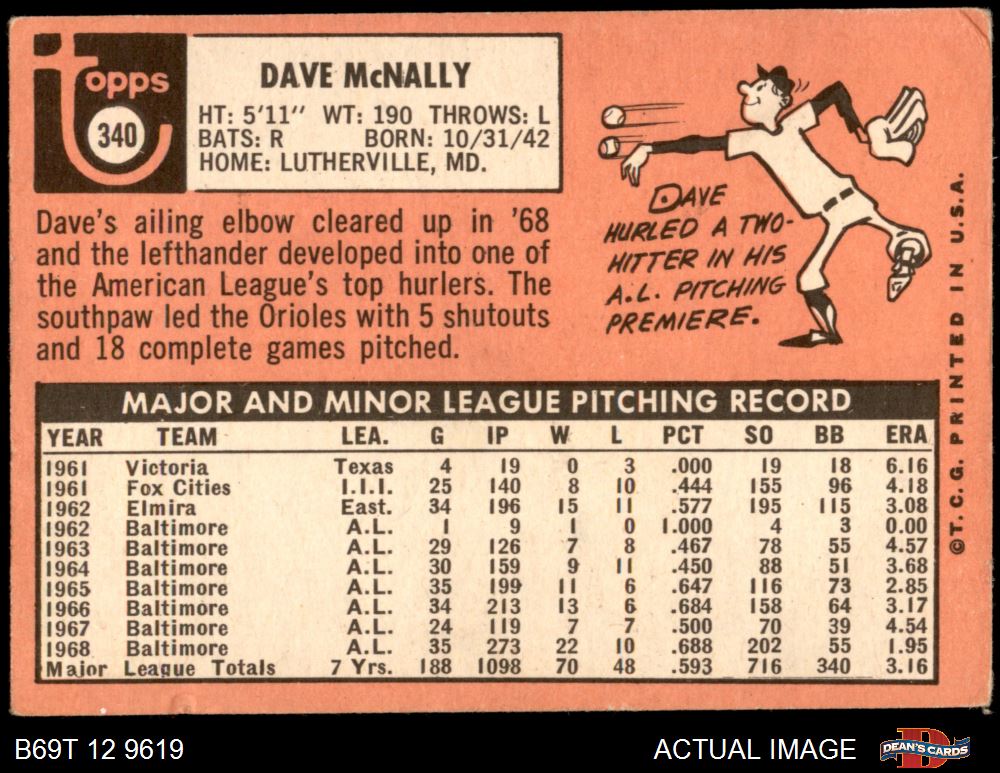 topps
340
DAVE McNALLY
HT: 5'11" WT: 190 THROWS: L
BATS: R BORN: 10/31/42
HOME: LUTHERVILLE, MD.
Dave's ailing elbow cleared up in '68
and the lefthander developed into one of
the American League's top hurlers. The
southpaw led the Orioles with 5 shutouts
and 18 complete games pitched.
DAVE
HURLED A TWO-
HITTER IN HIS
A.L. PITCHING
PREMIERE.
MAJOR AND MINOR LEAGUE PITCHING RECORD
YEAR TEAM LEA. G IP W L PCT SO BB ERA
1961 Victoria Texas 4 19 0 3 .000 19 18 6.16
1961 Fox Cities I.I.I. 25 140 8 10 .444 155 96 4.18
1962 Elmira East. 34 196 15 11 .577 195 115 3.08
1962 Baltimore A.L. 1 9 1 0 1.000 4 3 0.00
1963 Baltimore A.L. 29 126 7 8 .467 78 55 4.57
1964 Baltimore A.L. 30 159 9 11 .450 88 51 3.68
1965 Baltimore A.L. 35 199 11 6 .647 116 73 2.85
1966 Baltimore A.L. 34 213 13 6 .684 158 64 3.17
1967 Baltimore A.L. 24 119 7 7 .500 70 39 4.54
1968 Baltimore A.L. 35 273 22 10 .688 202 55 1.95
Major League Totals 7 Yrs. 188 1098 70 48 .593 716 340 3.16
©T.C.G. PRINTED IN U.S.A.
B69T 12 9619
ACTUAL IMAGE
DEAN'S CARDS